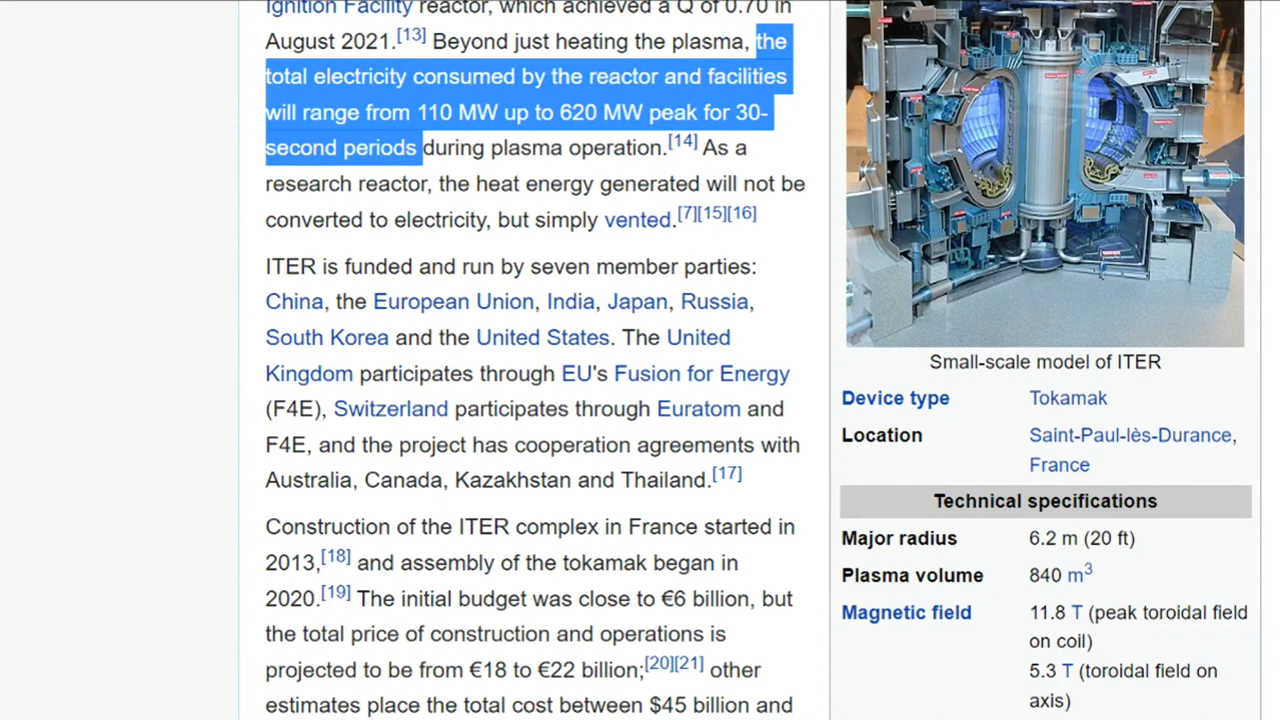 Ignition Facility reactor, which achieved a Q of 0.70 in
August 2021.[13] Beyond just heating the plasma, the
total electricity consumed by the reactor and facilities
will range from 110 MW up to 620 MW peak for 30-
second periods during plasma operation.[14] As a
research reactor, the heat energy generated will not be
converted to electricity, but simply vented.[7][15][16]
ITER is funded and run by seven member parties:
China, the European Union, India, Japan, Russia,
South Korea and the United States. The United
Kingdom participates through EU's Fusion for Energy
(F4E), Switzerland participates through Euratom and
F4E, and the project has cooperation agreements with
Australia, Canada, Kazakhstan and Thailand.[17]
Construction of the ITER complex in France started in
2013,[18] and assembly of the tokamak began in
2020.[19] The initial budget was close to €6 billion, but
the total price of construction and operations is
projected to be from €18 to €22 billion;[20][21] other
estimates place the total cost between $45 billion and
Small-scale model of ITER
Device type Tokamak
Location Saint-Paul-lès-Durance,
France
Technical specifications
Major radius 6.2 m (20 ft)
Plasma volume 840 m3
Magnetic field 11.8 T (peak toroidal field
on coil)
5.3 T (toroidal field on
axis)